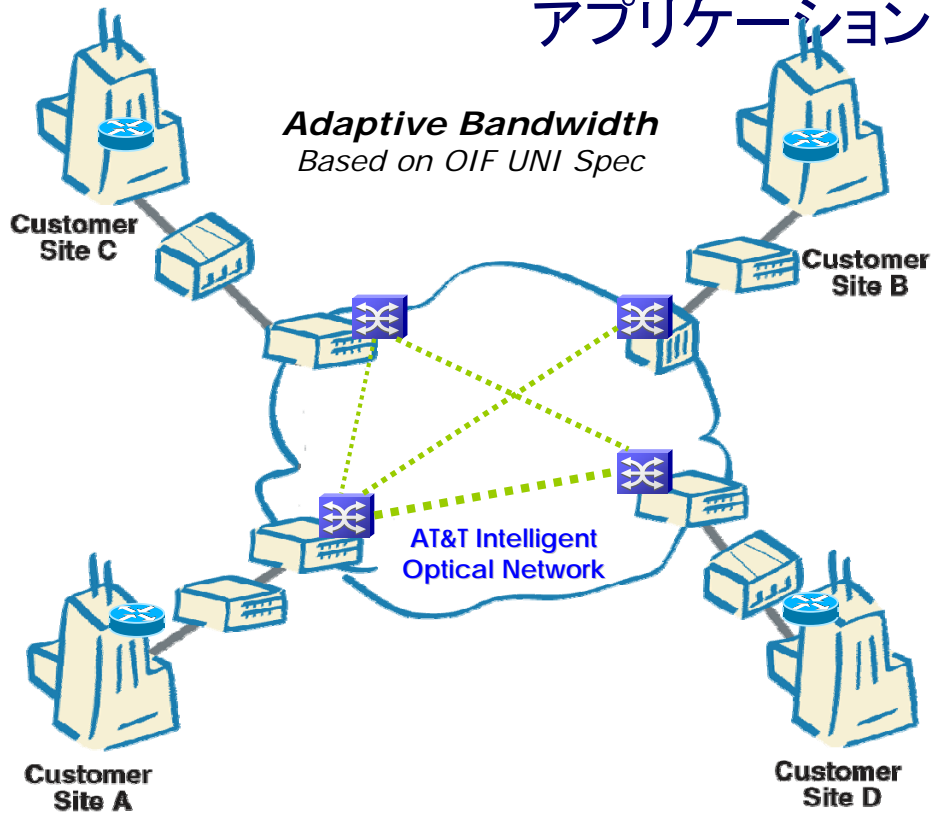 アプリケーション
Adaptive Bandwidth
Based on OIF UNI Spec
Customer
Site C
Customer
Site B
AT&T Intelligent
Optical Network
Customer
Site A
Customer
Site D